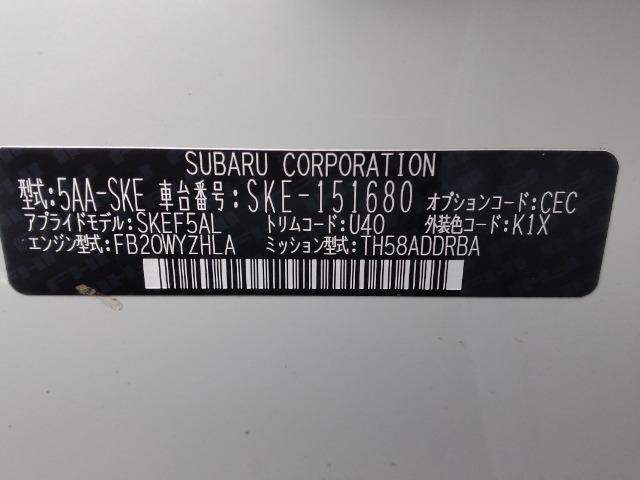 SUBARU CORPORATION
型式:5AA-SKE 車台番号:SKE-151680 オプションコード:CEC
アプライドモデル:SKEF5AL トリムコード:U40 外装色コード:K1X
エンジン型式:FB20WYZHLA ミッション型式:TH58ADDRBA